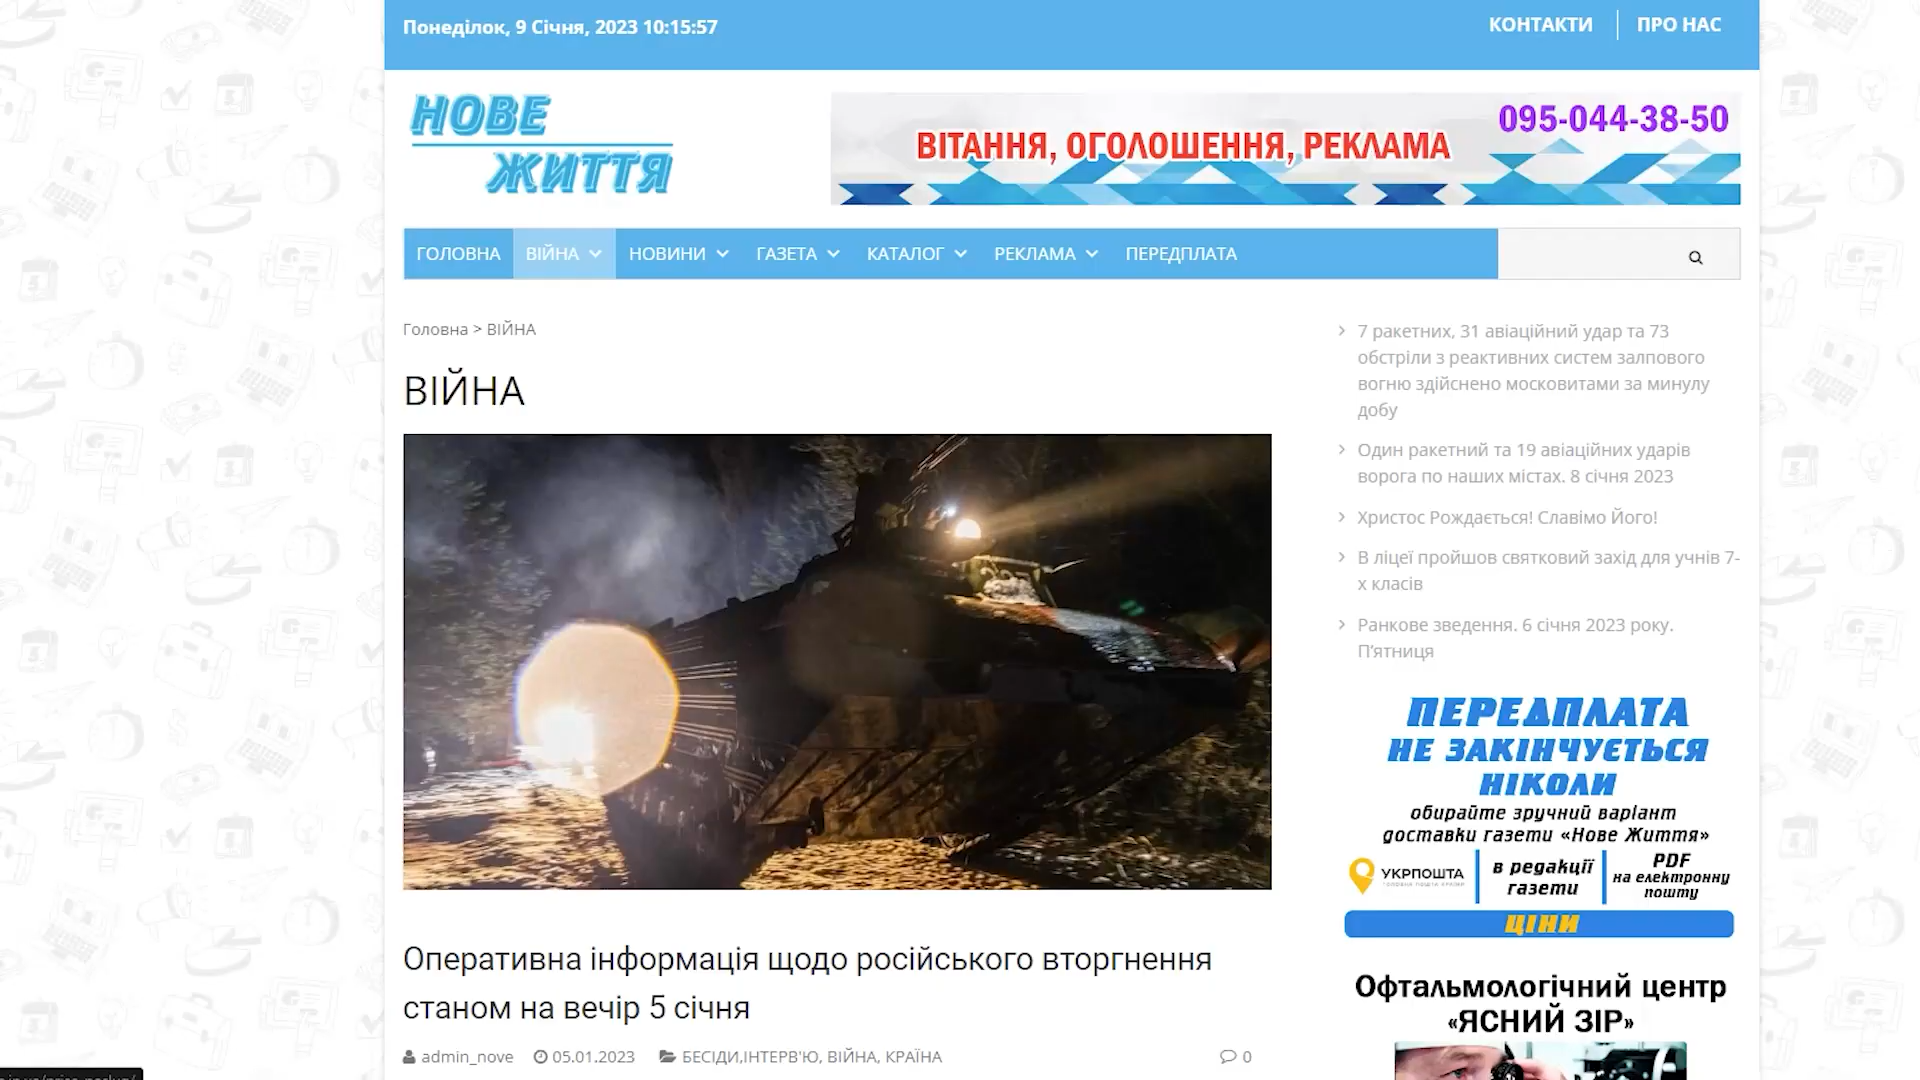 Понеділок, 9 Січня, 2023 10:15:57
КОНТАКТИ
ПРО НАС
НОВЕ
ЖИТТЯ
095-044-38-50
ВІТАННЯ, ОГОЛОШЕННЯ, РЕКЛАМА
ГОЛОВНА ВІЙНА НОВИНИ ГАЗЕТА КАТАЛОГ РЕКЛАМА ПЕРЕДПЛАТА
Головна > ВІЙНА
ВІЙНА
Оперативна інформація щодо російського вторгнення
станом на вечір 5 січня
admin_nove 05.01.2023 БЕСІДИ,ІНТЕРВ'Ю, ВІЙНА, КРАЇНА 0
7 ракетних, 31 авіаційний удар та 73
обстріли з реактивних систем залпового
вогню здійснено московитами за минулу
добу
Один ракетний та 19 авіаційних ударів
ворога по наших містах. 8 січня 2023
Христос Рождається! Славімо Його!
В ліцеї пройшов святковий захід для учнів 7-
х класів
Ранкове зведення. 6 січня 2023 року.
П'ятниця
ПЕРЕДПЛАТА
НЕ ЗАКІНЧУЄТЬСЯ
НІКОЛИ
обирайте зручний варіант
доставки газети «Нове Життя»
УКРПОШТА
в редакції
газети
PDF
на електронну
пошту
ЦІНИ
Офтальмологічний центр
«ЯСНИЙ ЗІР»